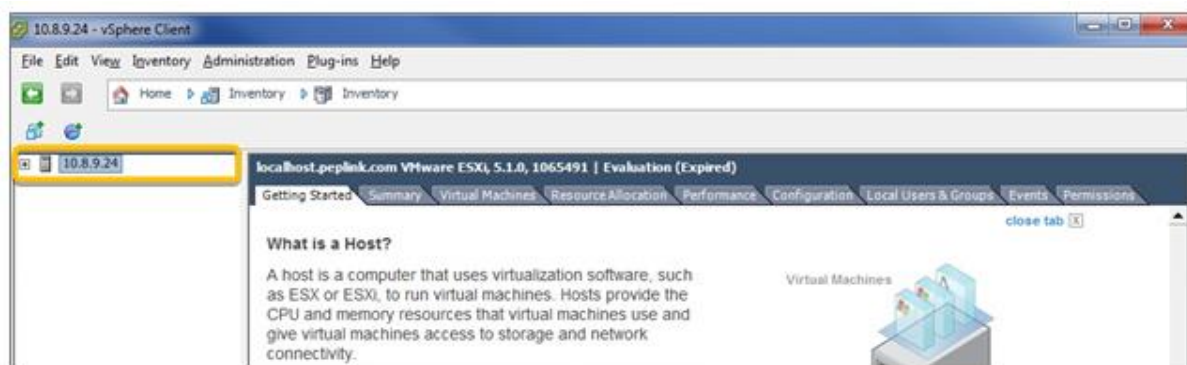 10.8.9.24 - vSphere Client
File Edit View Inventory Administration Plug-ins Help
Home Inventory Inventory
10.8.9.24
localhost.peplink.com VMware ESXi, 5.1.0, 1065491 | Evaluation (Expired)
Getting Started Summary Virtual Machines Resource Allocation Performance Configuration Local Users & Groups Events Permissions
close tab
What is a Host?
A host is a computer that uses virtualization software, such
as ESX or ESXi, to run virtual machines. Hosts provide the
CPU and memory resources that virtual machines use and
give virtual machines access to storage and network
connectivity.
Virtual Machines